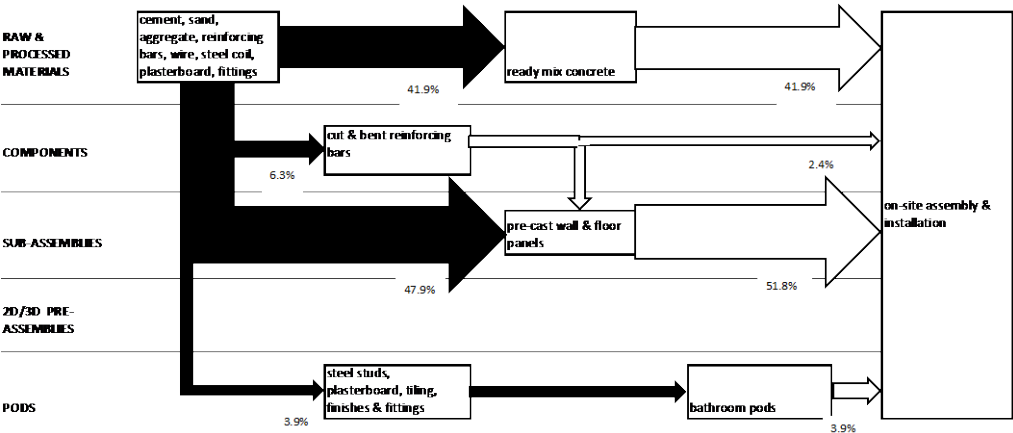 RAW &
PROCESSED
MATERIALS
cement, sand,
aggregate, reinforcing
bars, wire, steel coil,
plasterboard, fittings
41.9%
ready mix concrete
41.9%
COMPONENTS
cut & bent reinforcing
bars
6.3%
2.4%
on-site assembly &
installation
SUB-ASSEMBLIES
pre-cast wall & floor
panels
47.9%
51.8%
2D/3D PRE-
ASSEMBLIES
PODS
steel studs,
plasterboard, tiling,
finishes & fittings
3.9%
bathroom pods
3.9%